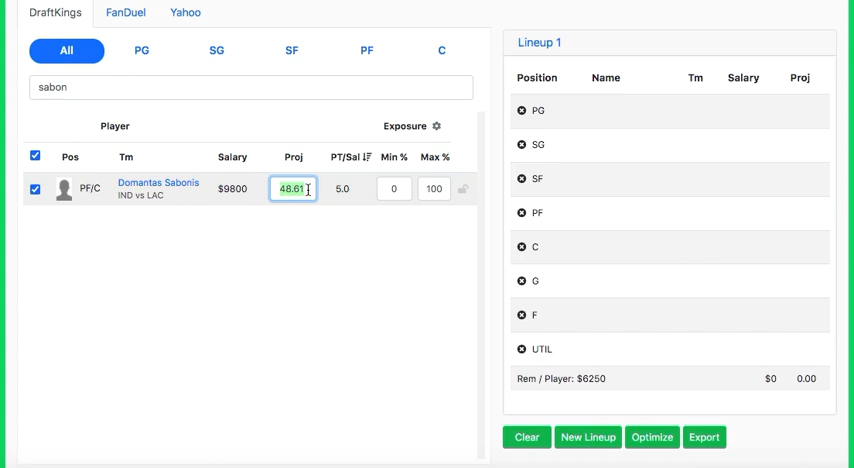 DraftKings FanDuel Yahoo
All PG SG SF PF C
sabon
Player Exposure
Pos Tm Salary Proj PT/Sal Min % Max %
PF/C Domantas Sabonis $9800 48.61 5.0 0 100
IND vs LAC
Lineup 1
Position Name Tm Salary Proj
PG
SG
SF
PF
C
G
F
UTIL
Rem / Player: $6250 $0 0.00
Clear New Lineup Optimize Export